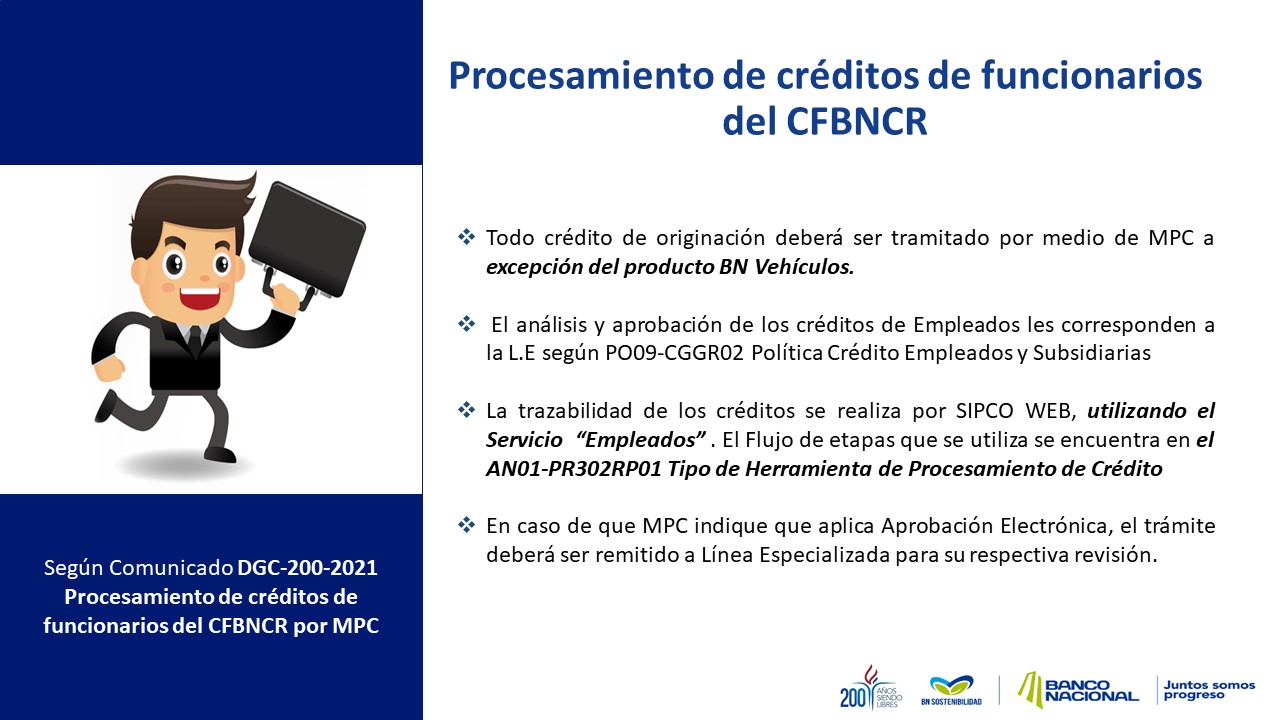 Procesamiento de créditos de funcionarios
del CFBNCR
❖ Todo crédito de originación deberá ser tramitado por medio de MPC a
excepción del producto BN Vehículos.
❖ El análisis y aprobación de los créditos de Empleados les corresponden a
la L.E según PO09-CGGR02 Política Crédito Empleados y Subsidiarias
❖ La trazabilidad de los créditos se realiza por SIPCO WEB, utilizando el
Servicio “Empleados” . El Flujo de etapas que se utiliza se encuentra en el
AN01-PR302RP01 Tipo de Herramienta de Procesamiento de Crédito
❖ En caso de que MPC indique que aplica Aprobación Electrónica, el trámite
deberá ser remitido a Línea Especializada para su respectiva revisión.
Según Comunicado DGC-200-2021
Procesamiento de créditos de
funcionarios del CFBNCR por MPC
200 AÑOS
SIENDO
LIBRES
BN SOSTENIBILIDAD
BANCO
NACIONAL
Juntos somos
progreso